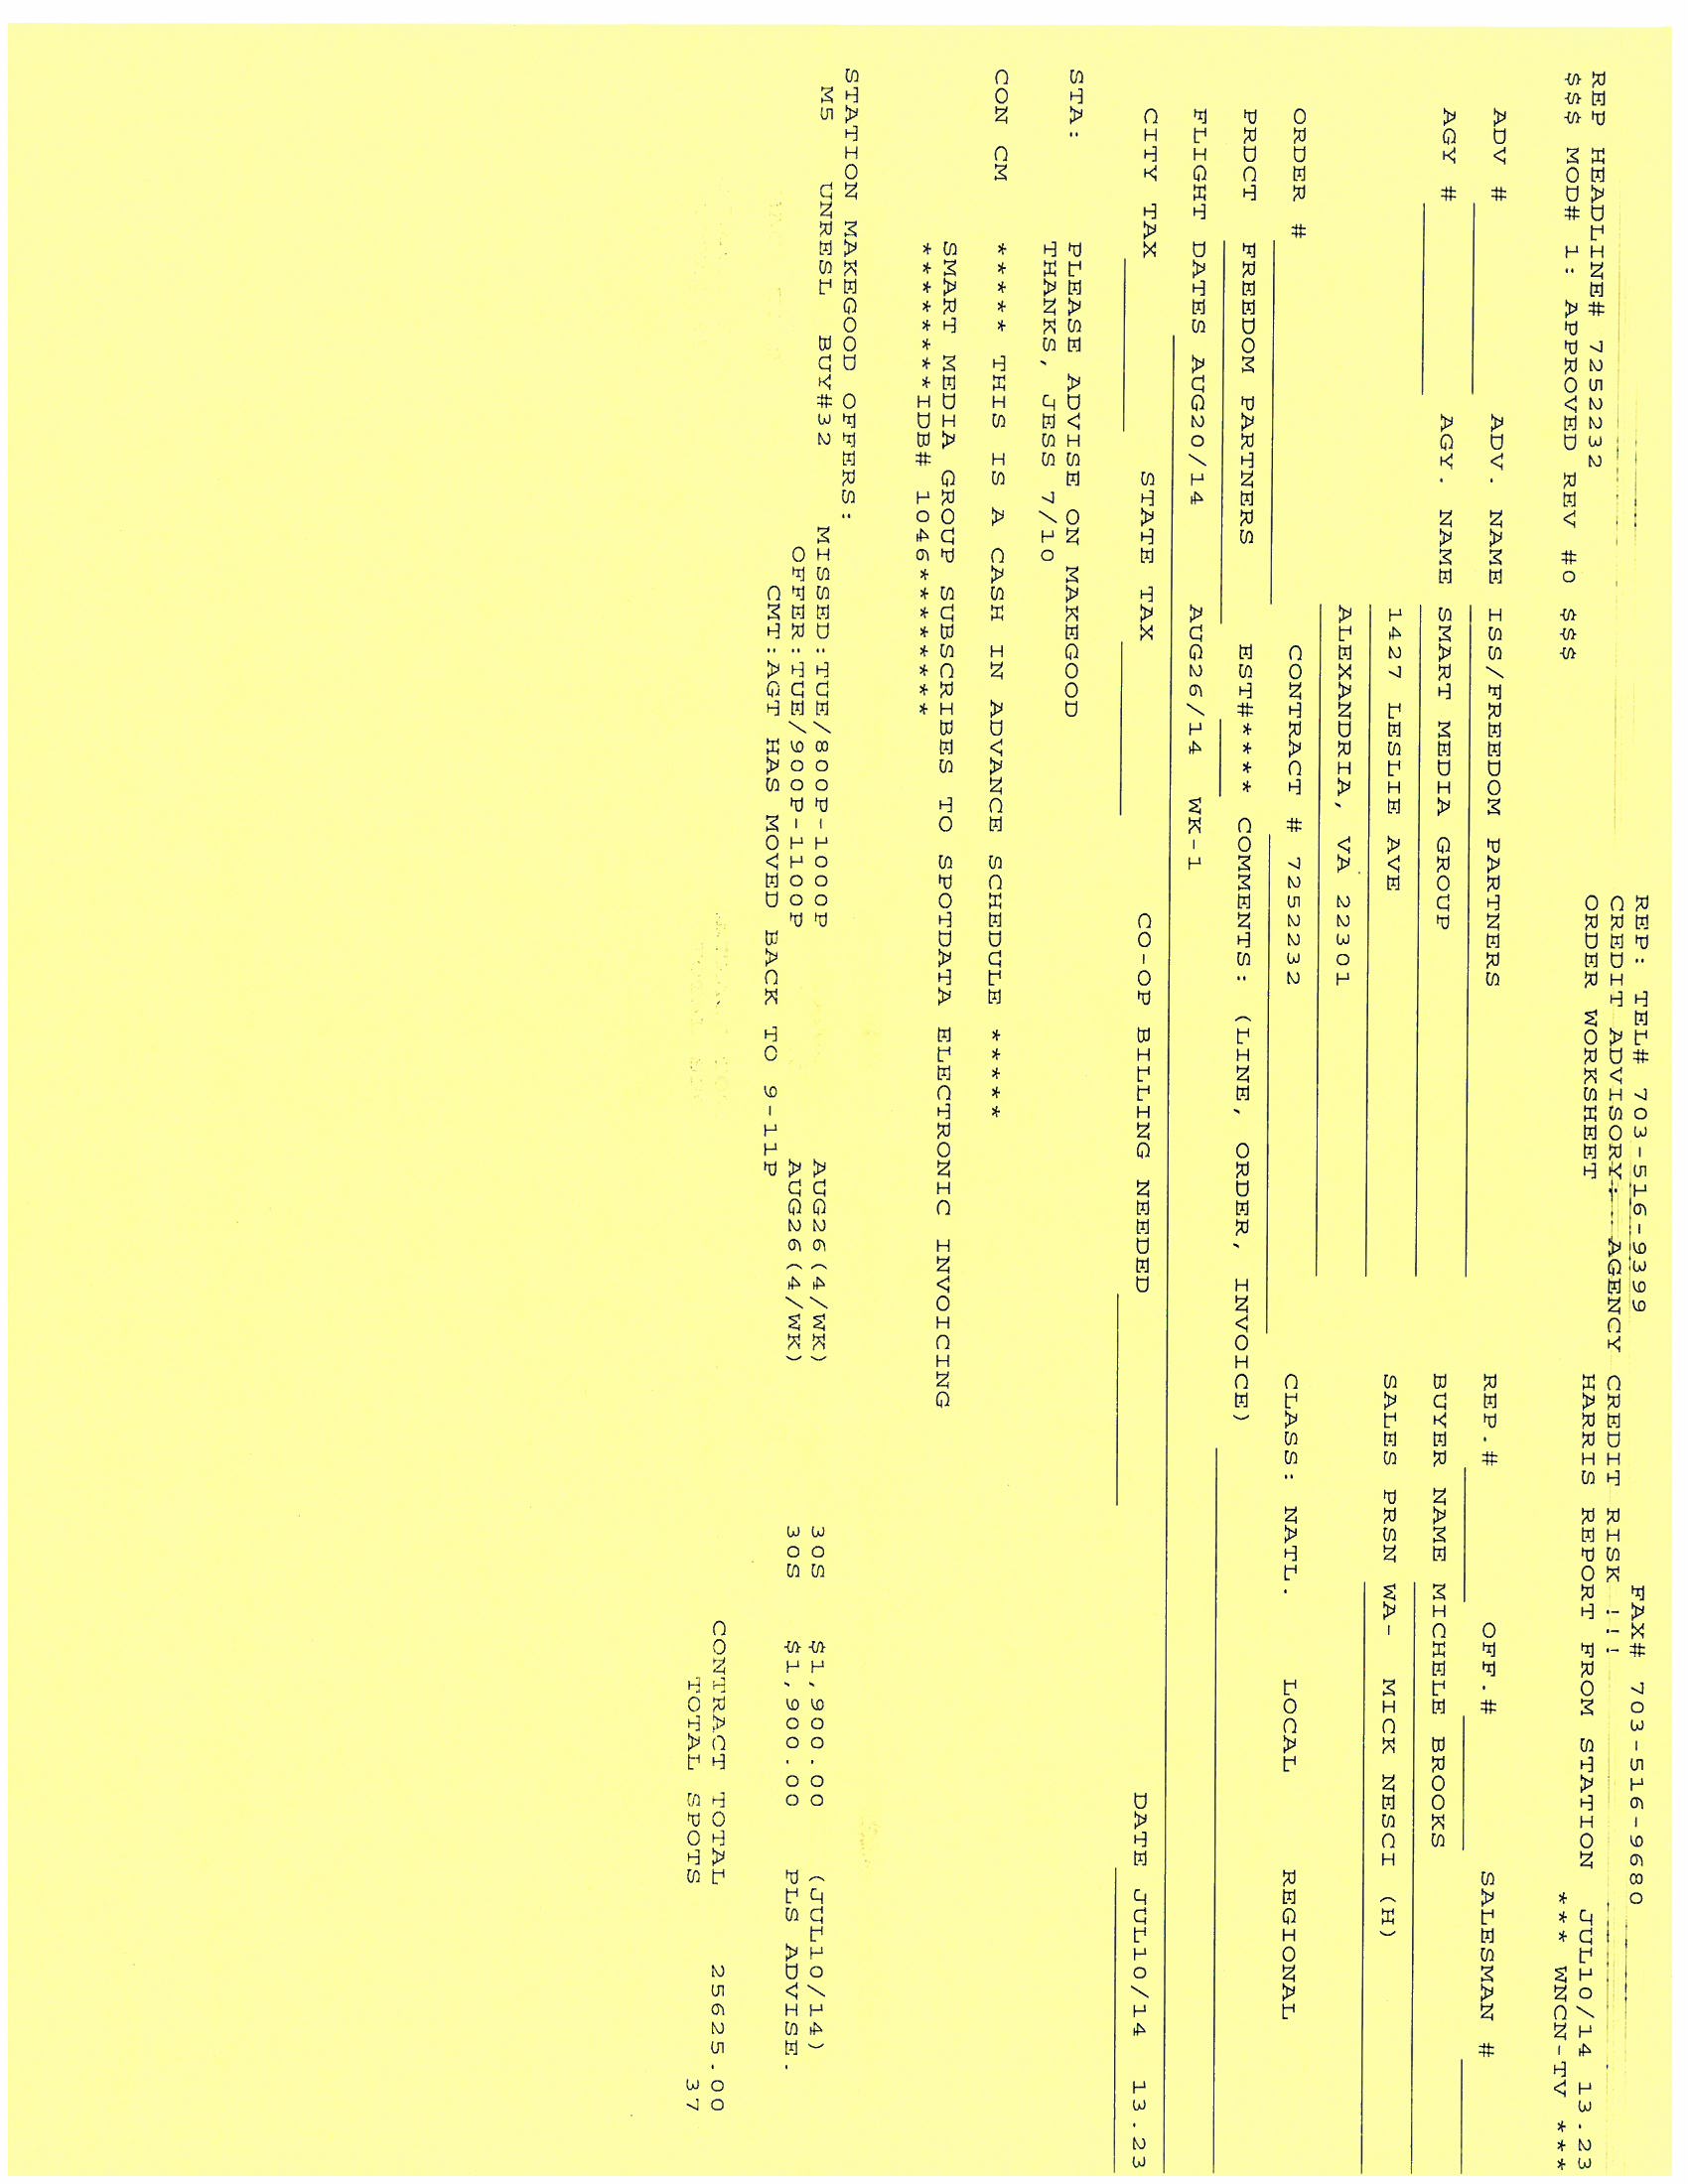 REP: TEL# 703-516-9399 FAX# 703-516-9680
REP HEADLINE# 7252232 CREDIT ADVISORY: AGENCY CREDIT RISK !!!
ORDER WORKSHEET HARRIS REPORT FROM STATION JUL10/14 13.23
$$$ MOD# 1: APPROVED REV #0 $$$ *** WNCN-TV ***
ADV # ADV. NAME ISS/FREEDOM PARTNERS REP.# OFF.# SALESMAN #
AGY # AGY. NAME SMART MEDIA GROUP BUYER NAME MICHELE BROOKS
1427 LESLIE AVE SALES PRSN WA- MICK NESCI (H)
ALEXANDRIA, VA 22301
ORDER # CONTRACT # 7252232 CLASS: NATL. LOCAL REGIONAL
PRDCT FREEDOM PARTNERS EST#**** COMMENTS: (LINE, ORDER, INVOICE)
FLIGHT DATES AUG20/14 AUG26/14 WK-1
CITY TAX STATE TAX CO-OP BILLING NEEDED DATE JUL10/14 13.23
STA: PLEASE ADVISE ON MAKEGOOD
THANKS, JESS 7/10
CON CM ***** THIS IS A CASH IN ADVANCE SCHEDULE *****
SMART MEDIA GROUP SUBSCRIBES TO SPOTDATA ELECTRONIC INVOICING
********IDB# 1046********
STATION MAKEGOOD OFFERS:
M5 UNRESL BUY#32 MISSED:TUE/800P-1000P AUG26(4/WK) 30S $1,900.00 (JUL10/14)
OFFER:TUE/900P-1100P AUG26(4/WK) 30S $1,900.00 PLS ADVISE.
CMT:AGT HAS MOVED BACK TO 9-11P
CONTRACT TOTAL 25625.00
TOTAL SPOTS 37